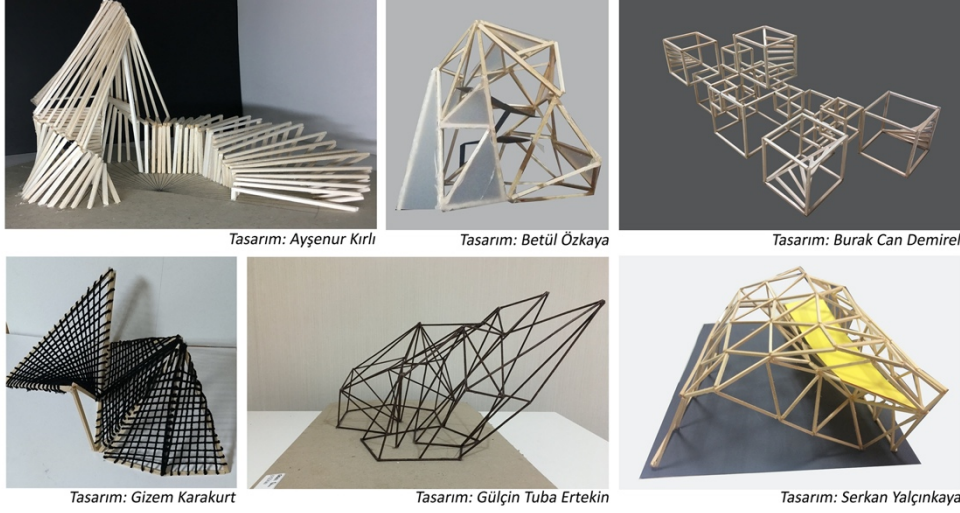 Tasarım: Ayşenur Kırlı
Tasarım: Betül Özkaya
Tasarım: Burak Can Demirel
Tasarım: Gizem Karakurt
Tasarım: Gülçin Tuba Ertekin
Tasarım: Serkan Yalçınkaya